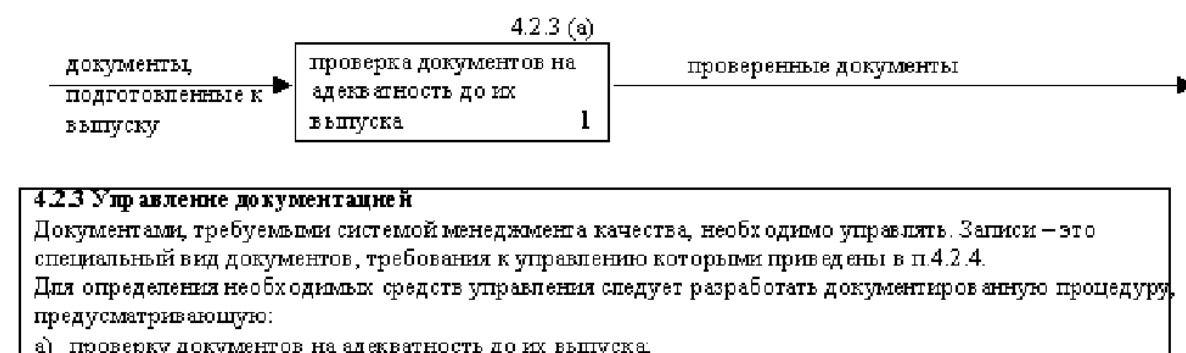 4.2.3 (а)
документы,
подготовленные к
выпуску
проверка документов на
адекватность до их
выпуска 1
проверенные документы
4.2.3 Управление документацией
Документами, требуемыми системой менеджмента качества, необходимо управлять. Записи – это
специальный вид документов, требования к управлению которыми приведены в п.4.2.4.
Для определения необходимых средств управления следует разработать документированную процедуру,
предусматривающую:
а) проверку документов на адекватность до их выпуска;